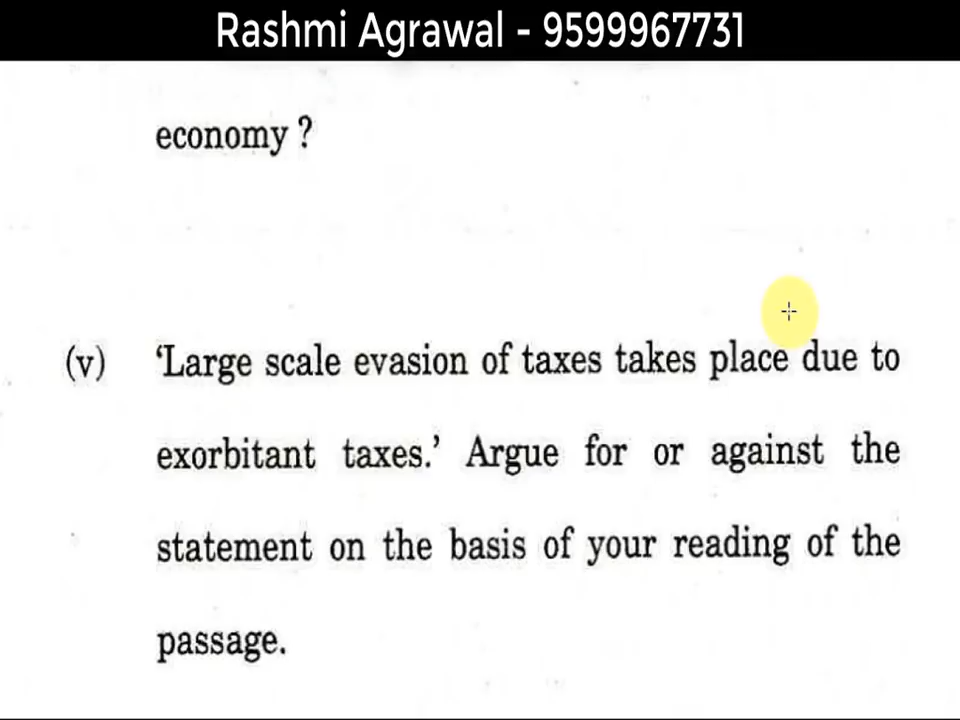 Rashmi Agrawal - 9599967731
economy ?
(v) ‘Large scale evasion of taxes takes place due to
exorbitant taxes.’ Argue for or against the
statement on the basis of your reading of the
passage.